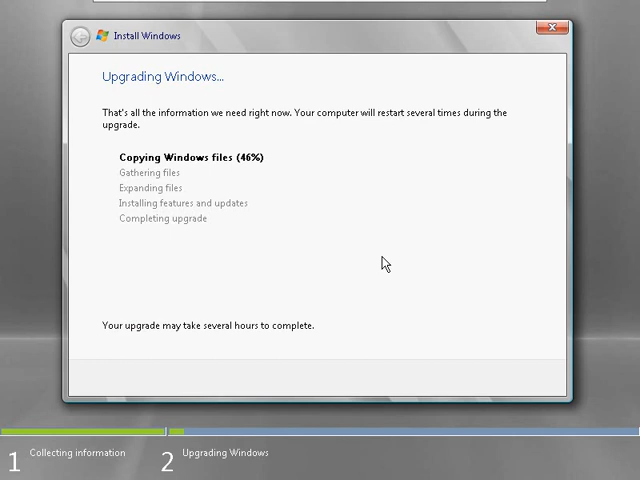 Install Windows
Upgrading Windows...
That's all the information we need right now. Your computer will restart several times during the
upgrade.
Copying Windows files (46%)
Gathering files
Expanding files
Installing features and updates
Completing upgrade
Your upgrade may take several hours to complete.
1 Collecting information
2 Upgrading Windows